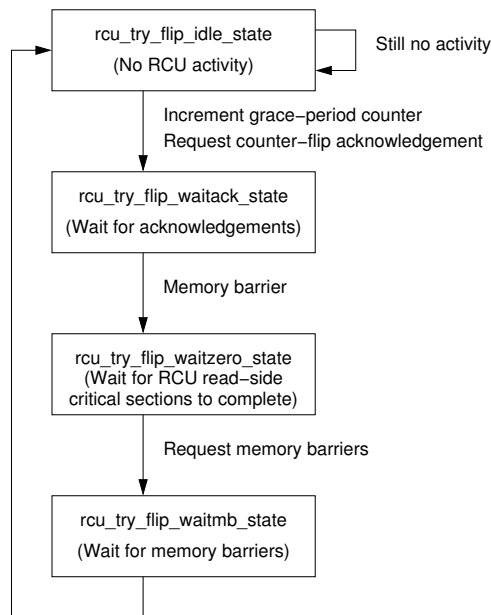 rcu_try_flip_idle_state
(No RCU activity)
Still no activity
Increment grace−period counter
Request counter−flip acknowledgement
rcu_try_flip_waitack_state
(Wait for acknowledgements)
Memory barrier
rcu_try_flip_waitzero_state
(Wait for RCU read−side
critical sections to complete)
Request memory barriers
rcu_try_flip_waitmb_state
(Wait for memory barriers)